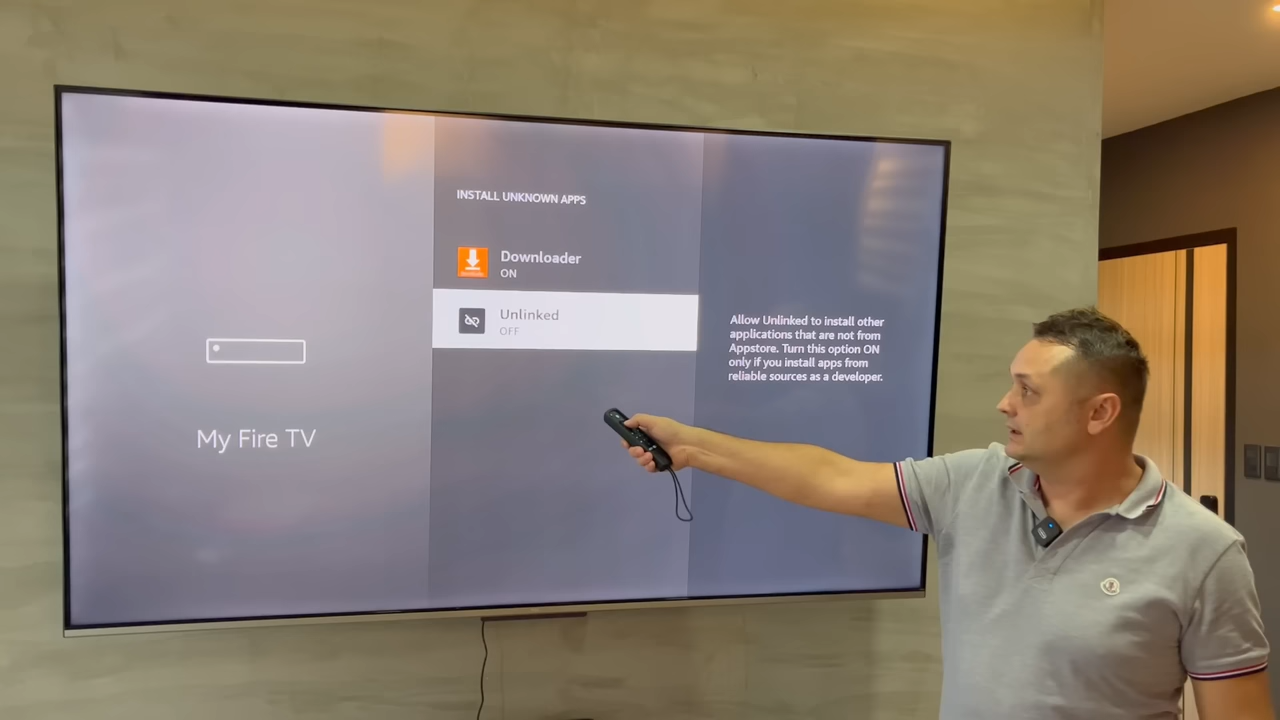 INSTALL UNKNOWN APPS
Downloader
ON
Unlinked
OFF
My Fire TV
Allow Unlinked to install other
applications that are not from
Appstore. Turn this option ON
only if you install apps from
reliable sources as a developer.